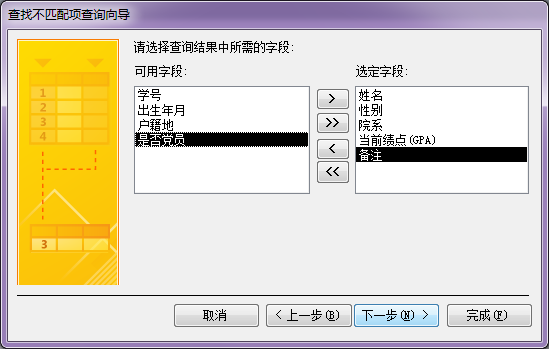 查找不匹配项查询向导
请选择查询结果中所需的字段:
可用字段:
选定字段:
学号
出生年月
户籍地
是否党员
>
>>
<
<<
姓名
性别
院系
当前绩点(GPA)
备注
1
2
3
4
3
取消
< 上一步(B)
下一步(N) >
完成(F)